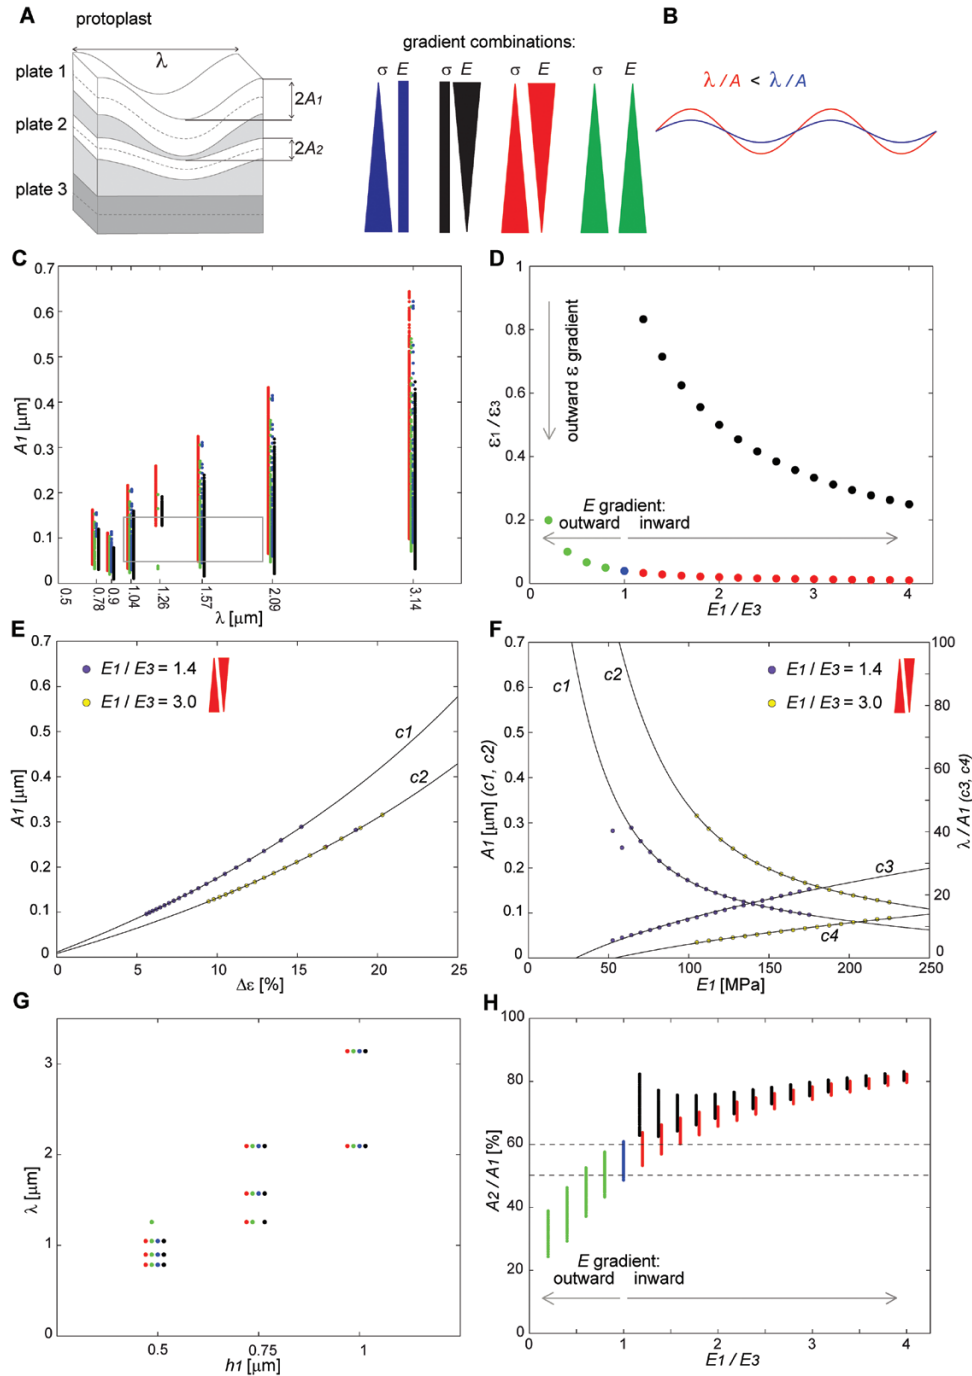 A
protoplast
λ
plate 1
plate 2
plate 3
2A1
2A2
gradient combinations:
σ E σ E σ E σ E
B
λ/A < λ/A
C
0.7
0.6
0.5
0.4
0.3
0.2
0.1
0
A1 [μm]
0.5
0.78
0.9
1.04
1.26
1.57
2.09
3.14
λ [μm]
D
1
0.8
0.6
0.4
0.2
0
ε1 / ε3
outward ε gradient
E gradient:
outward inward
0 1 2 3 4
E1 / E3
E
0.7
0.6
0.5
0.4
0.3
0.2
0.1
0
A1 [μm]
E1 / E3 = 1.4
E1 / E3 = 3.0
c1
c2
0 5 10 15 20 25
Δε [%]
F
0.7
0.6
0.5
0.4
0.3
0.2
0.1
0
A1 [μm] (c1, c2)
c1
c2
E1 / E3 = 1.4
E1 / E3 = 3.0
c3
c4
100
80
60
40
20
0
λ / A1 (c3, c4)
0 50 100 150 200 250
E1 [MPa]
G
3
2
1
0
λ [μm]
0.5 0.75 1
h1 [μm]
H
100
80
60
40
20
0
A2 / A1 [%]
E gradient:
outward inward
0 1 2 3 4
E1 / E3